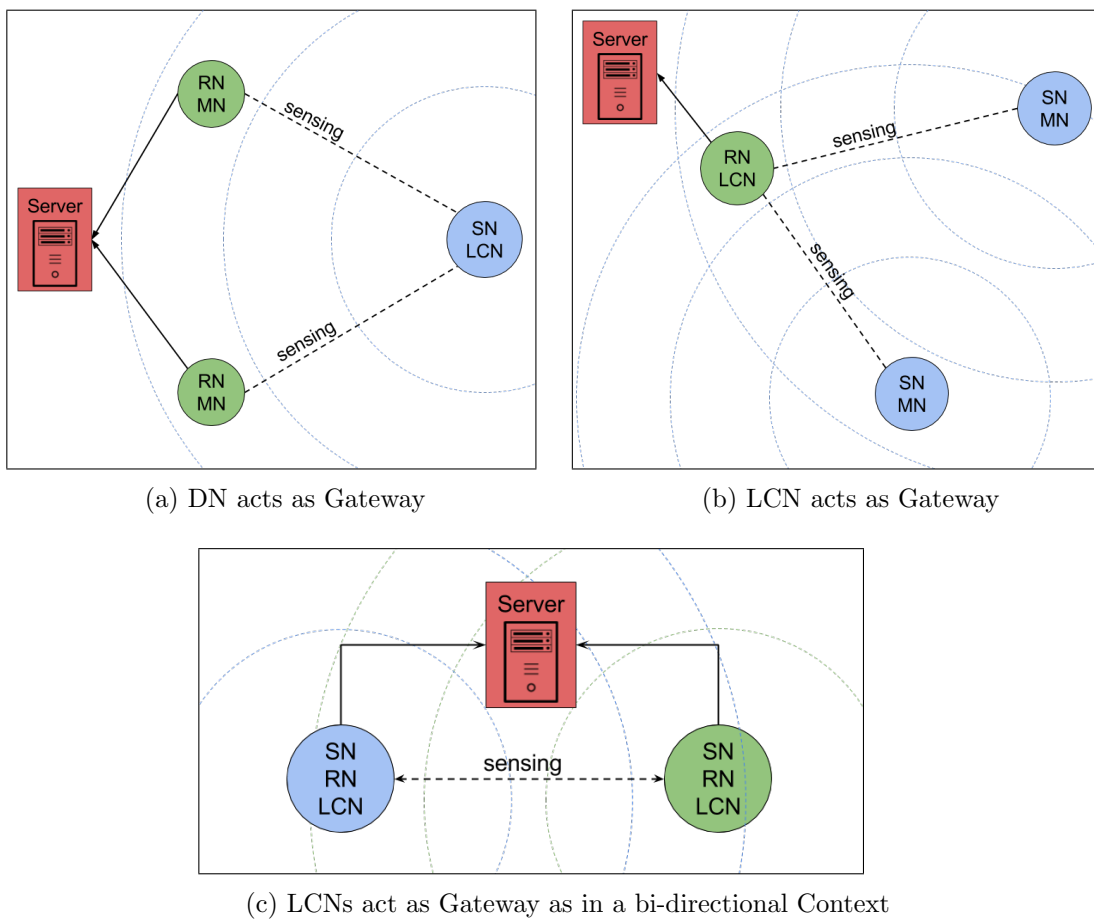 RN
MN
sensing
Server
SN
LCN
sensing
RN
MN
(a) DN acts as Gateway
Server
SN
MN
sensing
RN
LCN
sensing
SN
MN
(b) LCN acts as Gateway
Server
SN
RN
LCN
sensing
SN
RN
LCN
(c) LCNs act as Gateway as in a bi-directional Context